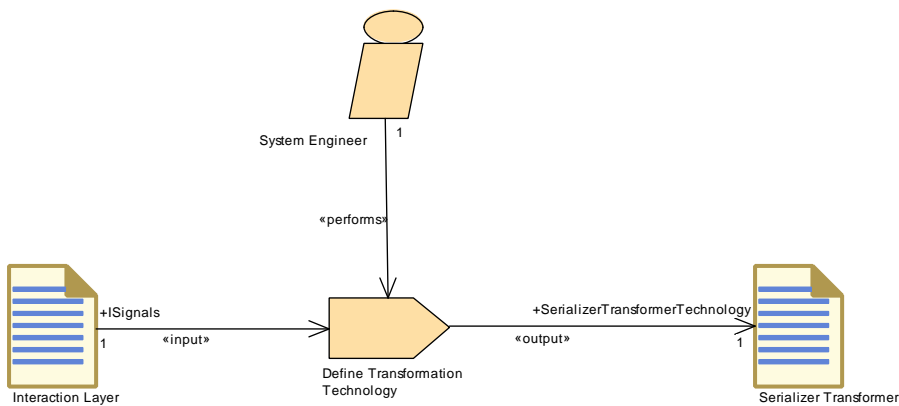 1
System Engineer
«performs»
+ISignals
1
«input»
+SerializerTransformerTechnology
«output»
1
Define Transformation
Technology
Interaction Layer
Serializer Transformer